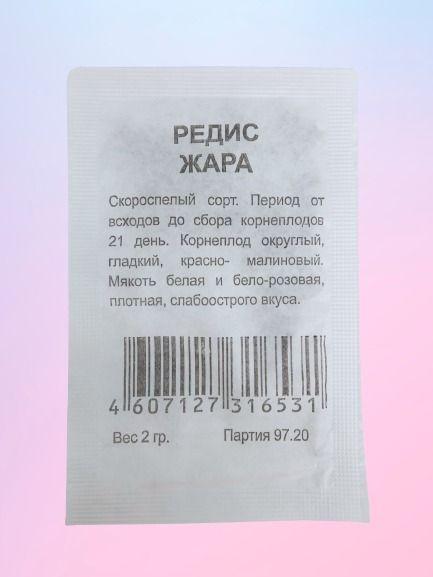 РЕДИС
ЖАРА
Скороспелый сорт. Период от
всходов до сбора корнеплодов
21 день. Корнеплод округлый,
гладкий, красно- малиновый.
Мякоть белая и бело-розовая,
плотная, слабоострого вкуса.
4 607127 316531
Вес 2 гр. Партия 97.20